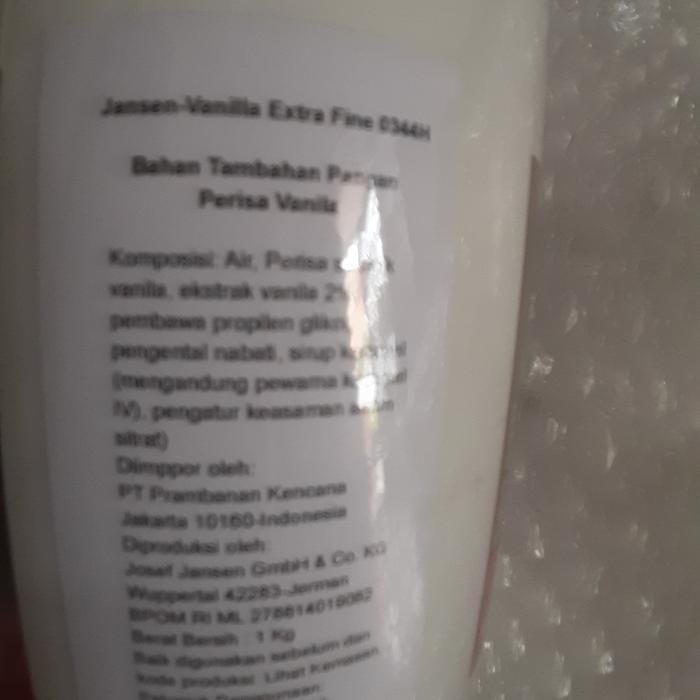 Jansen-Vanilla Extra Fine 0344H
Bahan Tambahan Pangan
Perisa Vanila
Komposisi: Air, Perisa
vanila, ekstrak vanila
pembawa propilen glikol
pengental nabati, sirup
(mengandung pewarna
IV), pengatur keasaman
sitrat)
Diimppor oleh:
PT Prambanan Kencana
Jakarta 10160-Indonesia
Diproduksi oleh:
Josef Jansen GmbH & Co. KG
Wuppertal 42283-Jerman
BPOM RI ML
Berat Bersih : 1 Kg
Baik digunakan sebelum dan
kode produksi: Lihat Kemasan